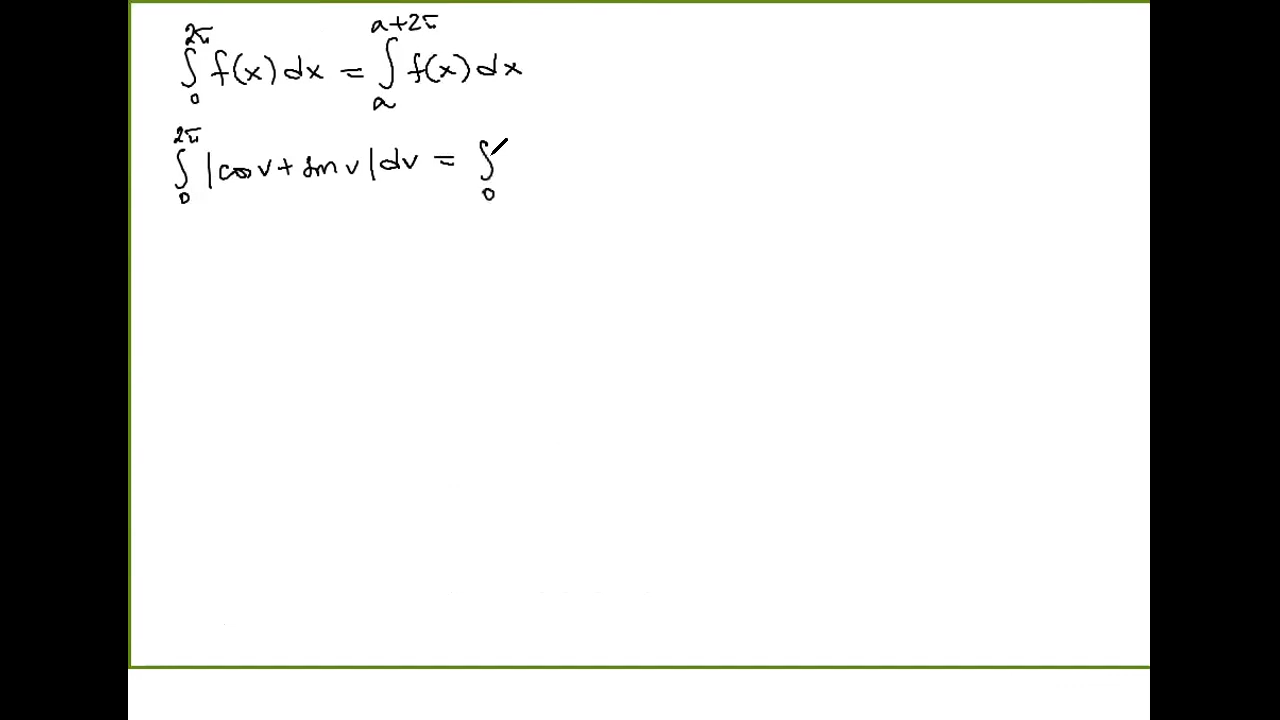 ∫₀^{2π} f(x) dx = ∫ₐ^{a+2π} f(x) dx
∫₀^{2π} |cos v + sin v| dv = ∫₀